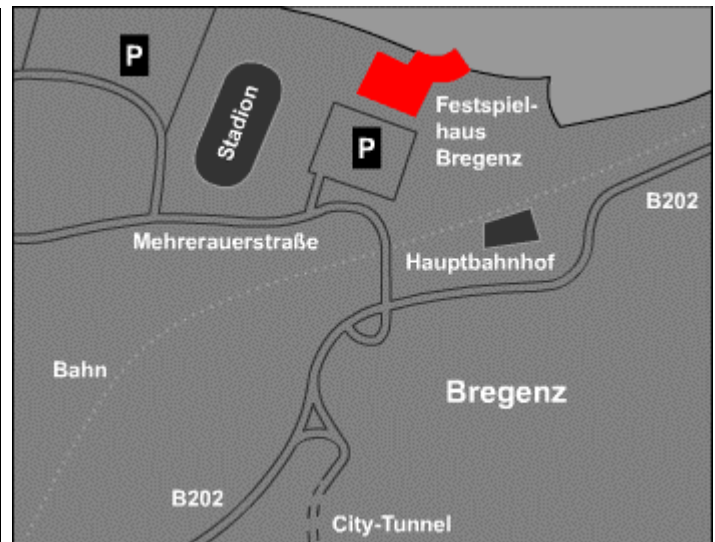 P
Stadion
P
Festspiel-
haus
Bregenz
B202
Mehrerauerstraße
Hauptbahnhof
Bahn
Bregenz
B202
City-Tunnel